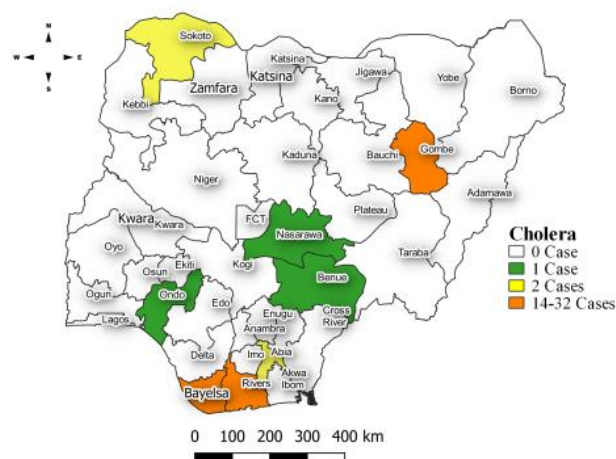 N
W E
S
Sokoto
Katsina
Katsina
Jigawa
Yobe
Borno
Zamfara
Kebbi
Kano
Kaduna
Bauchi
Gombe
Niger
Adamawa
Plateau
FCT
Nasarawa
Kwara
Kwara
Oyo
Taraba
Osun
Ekiti
Kogi
Benue
Ogun
Ondo
Edo
Lagos
Enugu
Anambra
Cross
River
Delta
Imo
Abia
Akwa
Ibom
Rivers
Bayelsa
Cholera
0 Case
1 Case
2 Cases
14-32 Cases
0 100 200 300 400 km